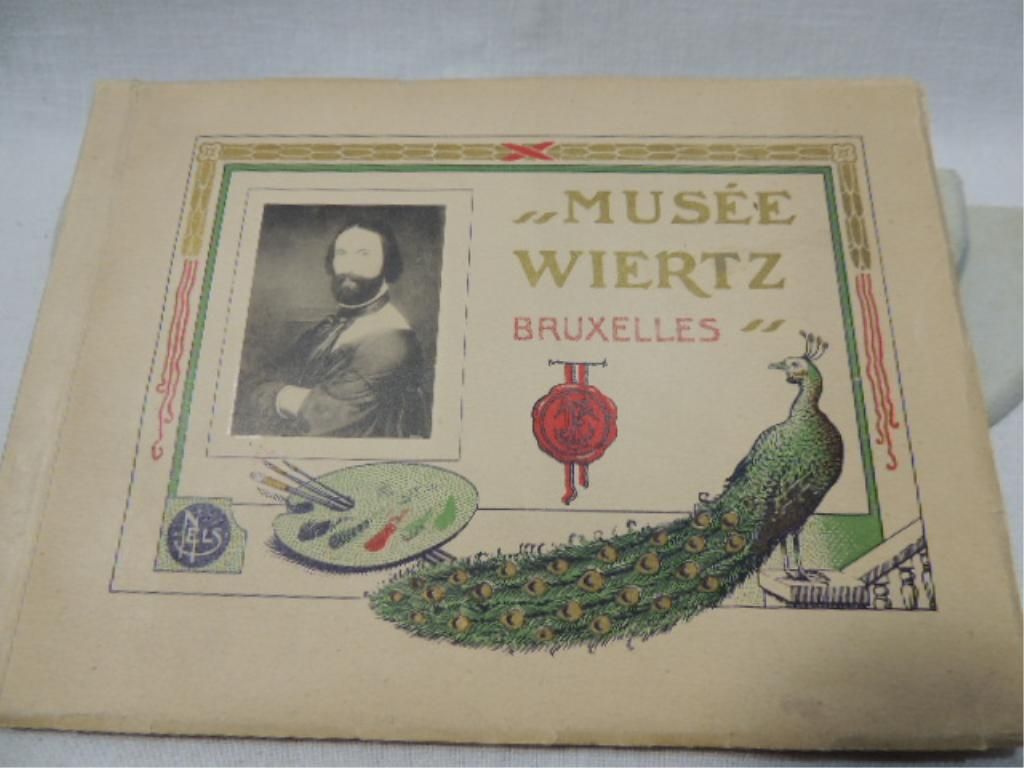 „MUSÉE
WIERTZ
BRUXELLES “
NELS